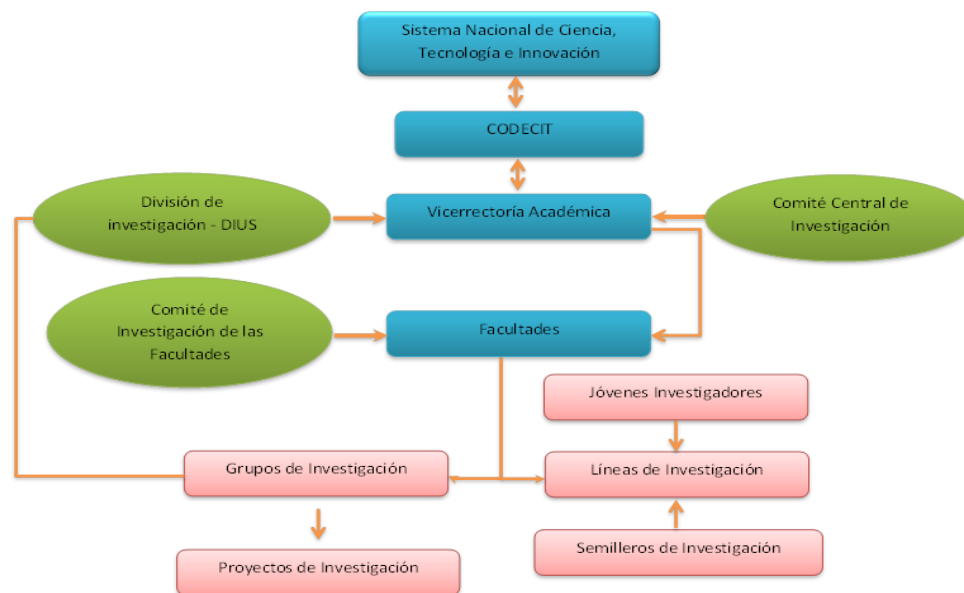 Sistema Nacional de Ciencia,
Tecnología e Innovación
CODECIT
División de
investigación - DIUS
Vicerrectoría Académica
Comité Central de
Investigación
Comité de
Investigación de las
Facultades
Facultades
Jóvenes Investigadores
Grupos de Investigación
Líneas de Investigación
Semilleros de Investigación
Proyectos de Investigación